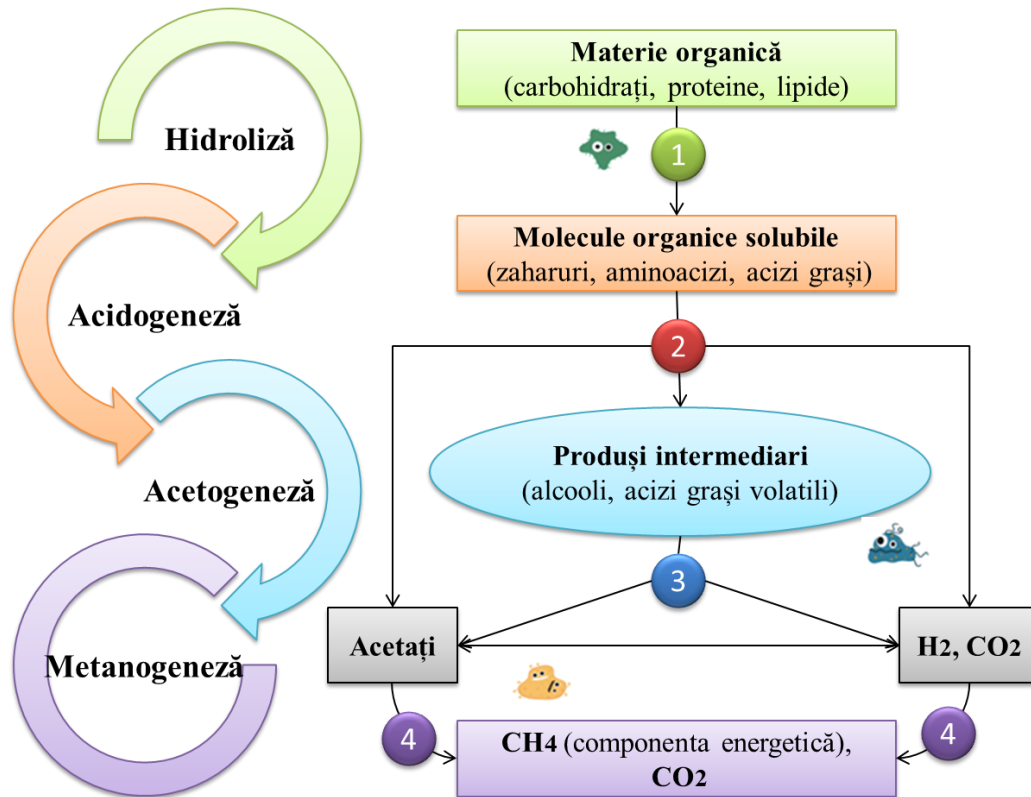 Hidroliză
Acidogeneză
Acetogeneză
Metanogeneză
Materie organică
(carbohidrați, proteine, lipide)
1
Molecule organice solubile
(zaharuri, aminoacizi, acizi grași)
2
Produși intermediari
(alcooli, acizi grași volatili)
3
Acetați
H2, CO2
4
4
CH4 (componenta energetică),
CO2